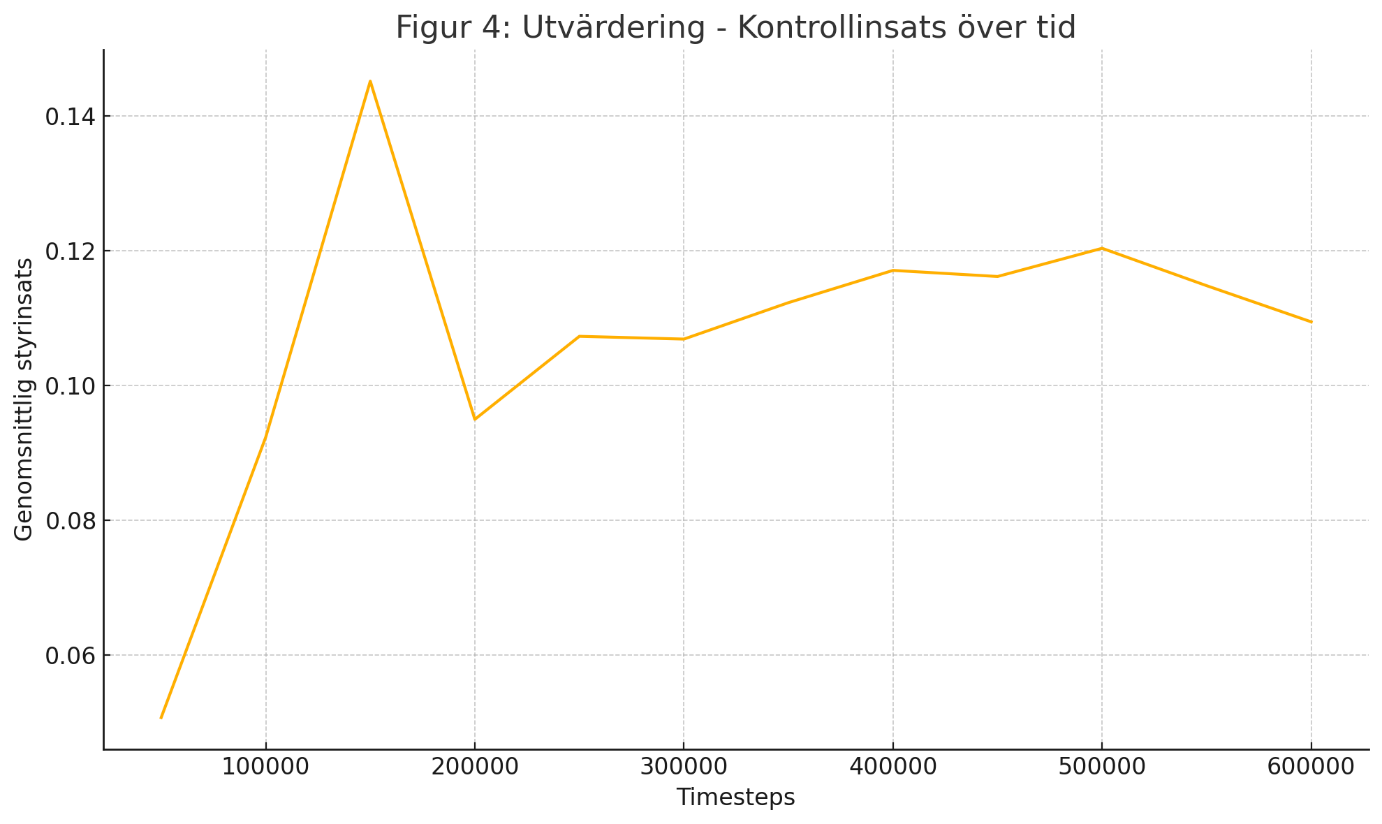 Figur 4: Utvärdering - Kontrollinsats över tid
Genomsnittlig styrinsats
0.14
0.12
0.10
0.08
0.06
100000 200000 300000 400000 500000 600000
Timesteps